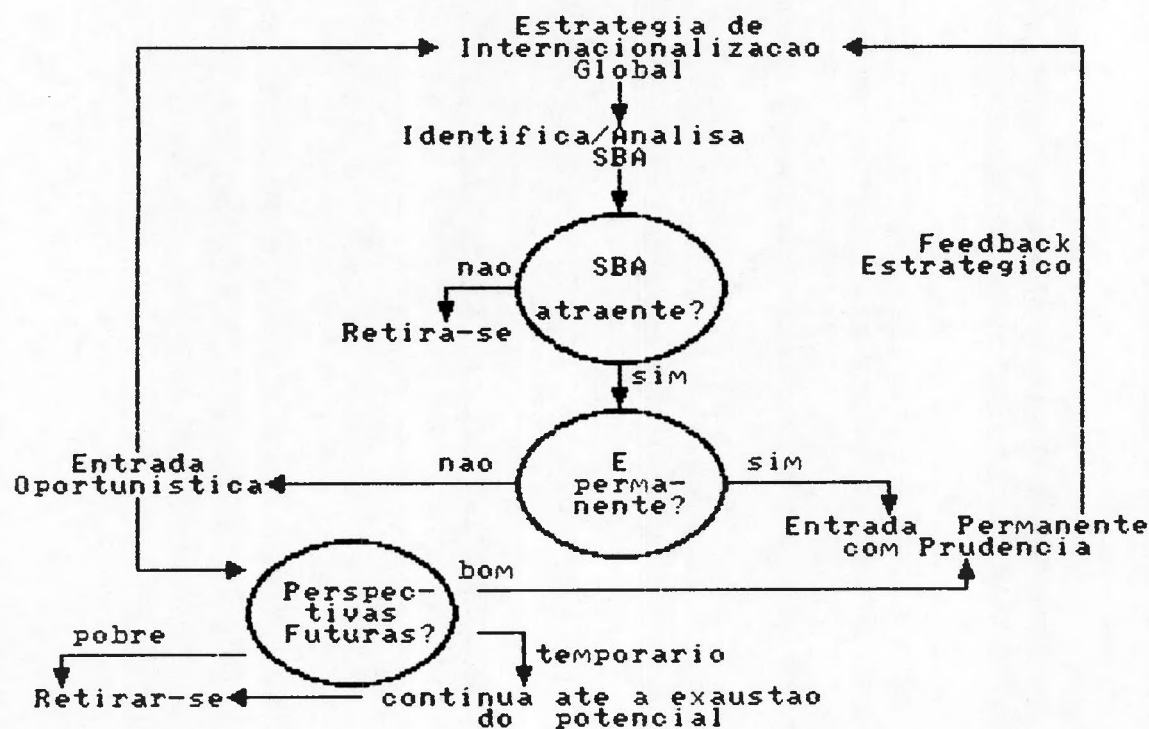 Estrategia de
Internacionalizacao
Global
Identifica/Analisa
SBA
SBA
atraente?
nao
Retira-se
Feedback
Estrategico
sim
E
perma-
nente?
nao
sim
Entrada
Oportunistica
Entrada Permanente
com Prudencia
Perspec-
tivas
Futuras?
bom
pobre
temporario
Retirar-se
continua ate a exaustao
do potencial